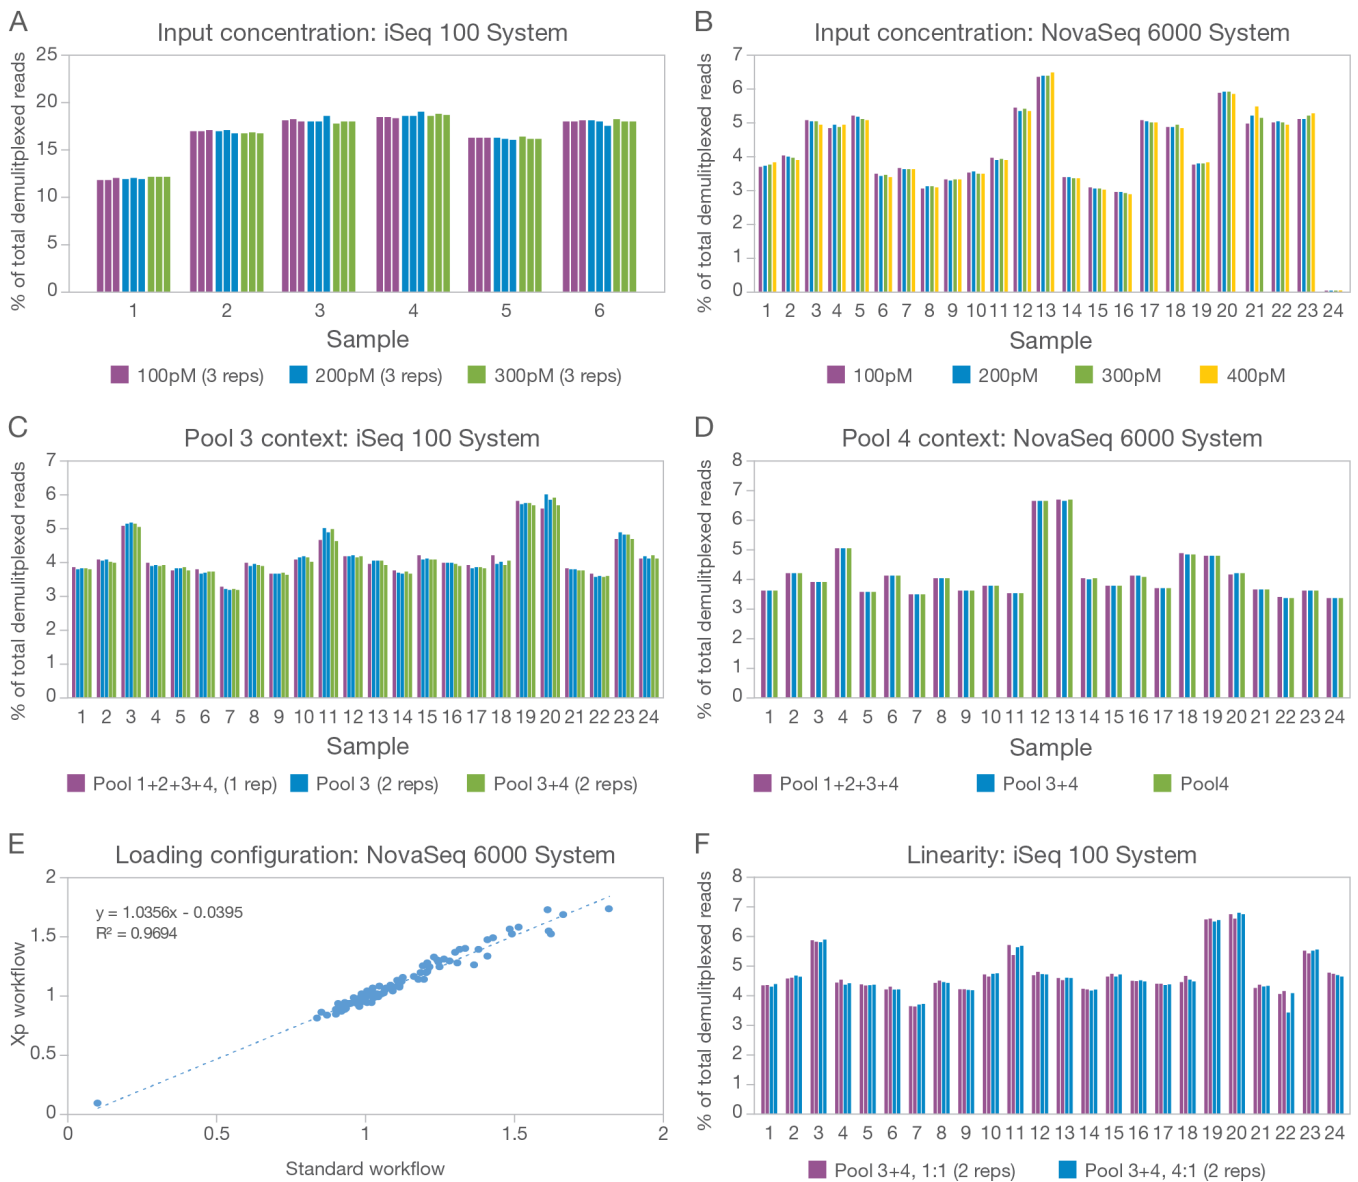 A
Input concentration: iSeq 100 System
% of total demulitplexed reads
25
20
15
10
5
0
1 2 3 4 5 6
Sample
100pM (3 reps) 200pM (3 reps) 300pM (3 reps)
B
Input concentration: NovaSeq 6000 System
% of total demulitplexed reads
7
6
5
4
3
2
1
0
1 2 3 4 5 6 7 8 9 10 11 12 13 14 15 16 17 18 19 20 21 22 23 24
Sample
100pM 200pM 300pM 400pM
C
Pool 3 context: iSeq 100 System
% of total demulitplexed reads
7
6
5
4
3
2
1
0
1 2 3 4 5 6 7 8 9 10 11 12 13 14 15 16 17 18 19 20 21 22 23 24
Sample
Pool 1+2+3+4, (1 rep) Pool 3 (2 reps) Pool 3+4 (2 reps)
D
Pool 4 context: NovaSeq 6000 System
% of total demulitplexed reads
8
7
6
5
4
3
2
1
0
1 2 3 4 5 6 7 8 9 10 11 12 13 14 15 16 17 18 19 20 21 22 23 24
Sample
Pool 1+2+3+4 Pool 3+4 Pool4
E
Loading configuration: NovaSeq 6000 System
Xp workflow
2
1.5
1
0.5
0
y = 1.0356x - 0.0395
R² = 0.9694
0 0.5 1 1.5 2
Standard workflow
F
Linearity: iSeq 100 System
% of total demulitplexed reads
8
7
6
5
4
3
2
1
0
1 2 3 4 5 6 7 8 9 10 11 12 13 14 15 16 17 18 19 20 21 22 23 24
Pool 3+4, 1:1 (2 reps) Pool 3+4, 4:1 (2 reps)